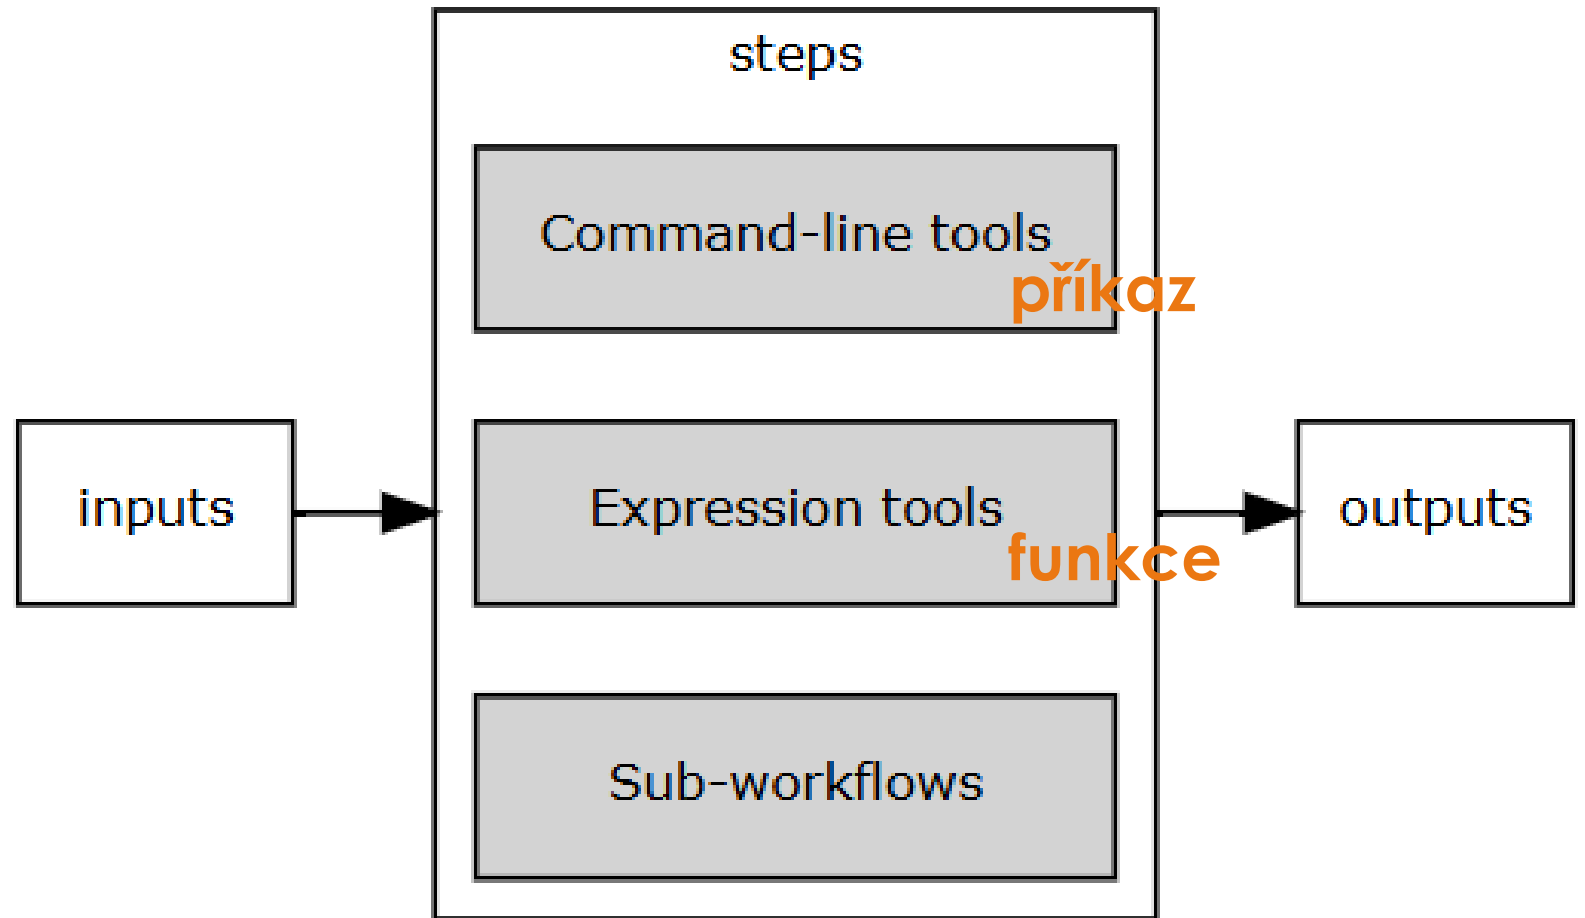 steps
Command-line tools
příkaz
inputs
Expression tools
outputs
funkce
Sub-workflows